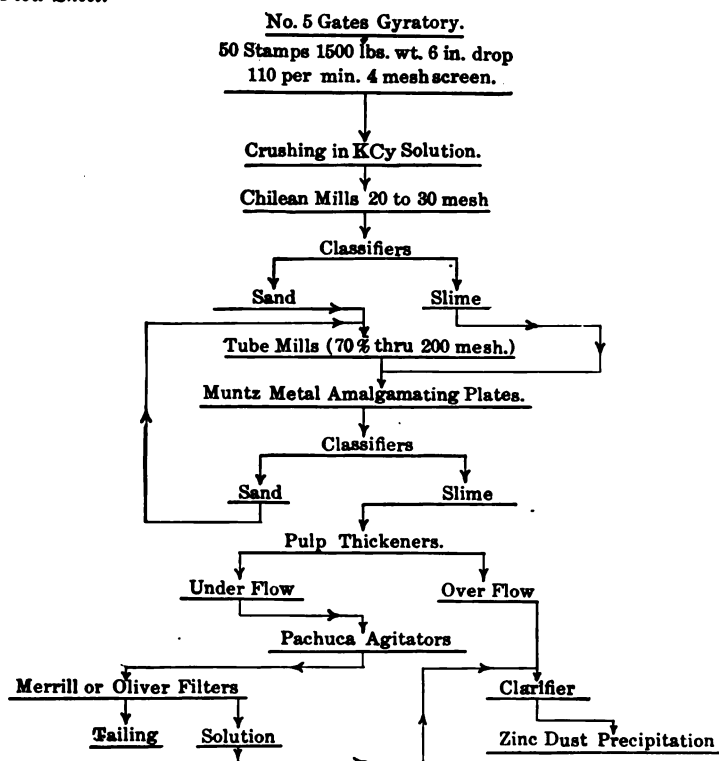 No. 5 Gates Gyratory.
50 Stamps 1500 lbs. wt. 6 in. drop
110 per min. 4 mesh screen.
Crushing in KCy Solution.
Chilean Mills 20 to 30 mesh
Classifiers
Sand
Slime
Tube Mills (70% thru 200 mesh.)
Muntz Metal Amalgamating Plates.
Classifiers
Sand
Slime
Pulp Thickeners.
Under Flow
Over Flow
Pachuca Agitators
Merrill or Oliver Filters
Clarifier
Tailing
Solution
Zinc Dust Precipitation